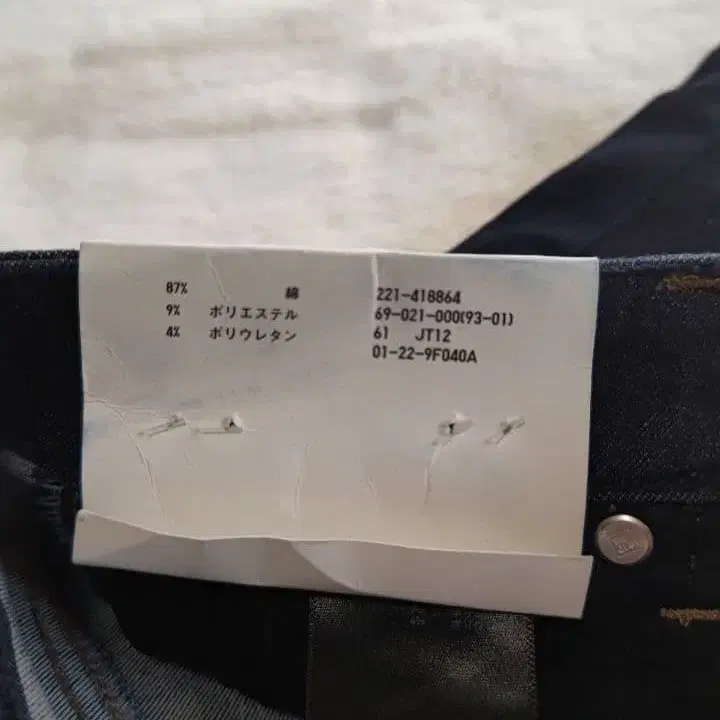 87% 綿
9% ポリエステル
4% ポリウレタン
221-418864
69-021-000(93-01)
61 JT12
01-22-9F040A